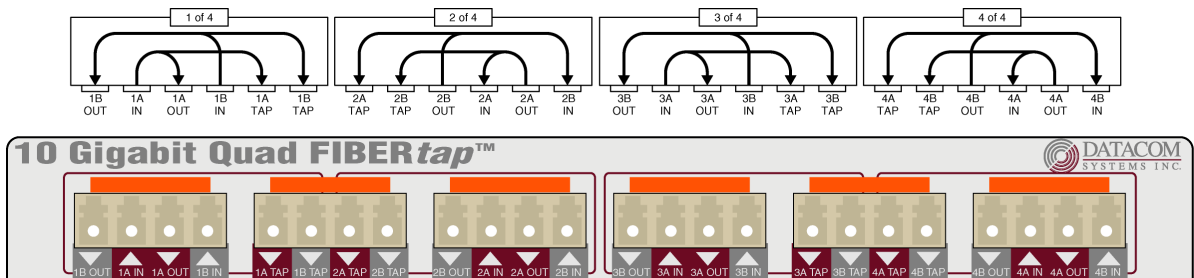 1 of 4 2 of 4 3 of 4 4 of 4
1B OUT 1A IN 1A OUT 1B IN 1A TAP 1B TAP
2A TAP 2B TAP 2B OUT 2A IN 2A OUT 2B IN
3B OUT 3A IN 3A OUT 3B IN 3A TAP 3B TAP
4A TAP 4B TAP 4B OUT 4A IN 4A OUT 4B IN
10 Gigabit Quad FIBERtap™
DATACOM
SYSTEMS INC.
1B OUT 1A IN 1A OUT 1B IN 1A TAP 1B TAP 2A TAP 2B TAP 2B OUT 2A IN 2A OUT 2B IN 3B OUT 3A IN 3A OUT 3B IN 3A TAP 3B TAP 4A TAP 4B TAP 4B OUT 4A IN 4A OUT 4B IN